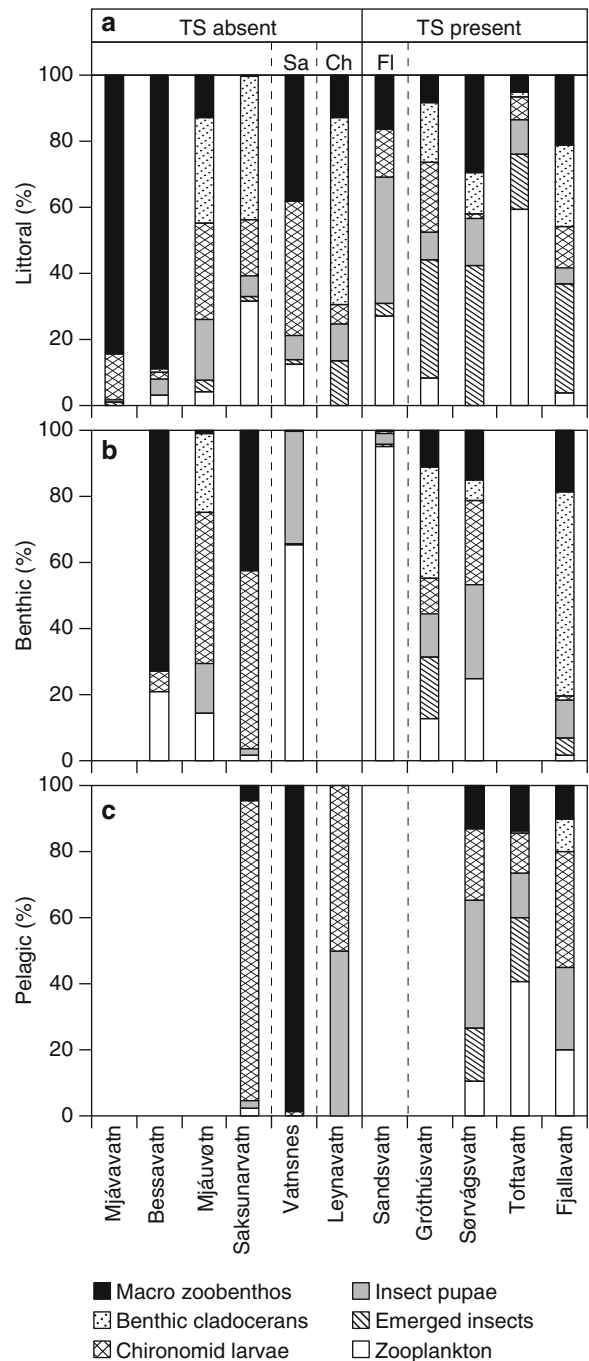 a
TS absent
TS present
Sa
Ch
Fl
100
80
60
40
20
0
Littoral (%)
b
100
80
60
40
20
0
Benthic (%)
c
100
80
60
40
20
0
Pelagic (%)
Mjávavatn
Bessavatn
Mjáuvøtn
Saksunarvatn
Vatnsnes
Leynavatn
Sandsvatn
Gróthúsvatn
Sørvágsvatn
Toftavatn
Fjallavatn
Macro zoobenthos
Benthic cladocerans
Chironomid larvae
Insect pupae
Emerged insects
Zooplankton